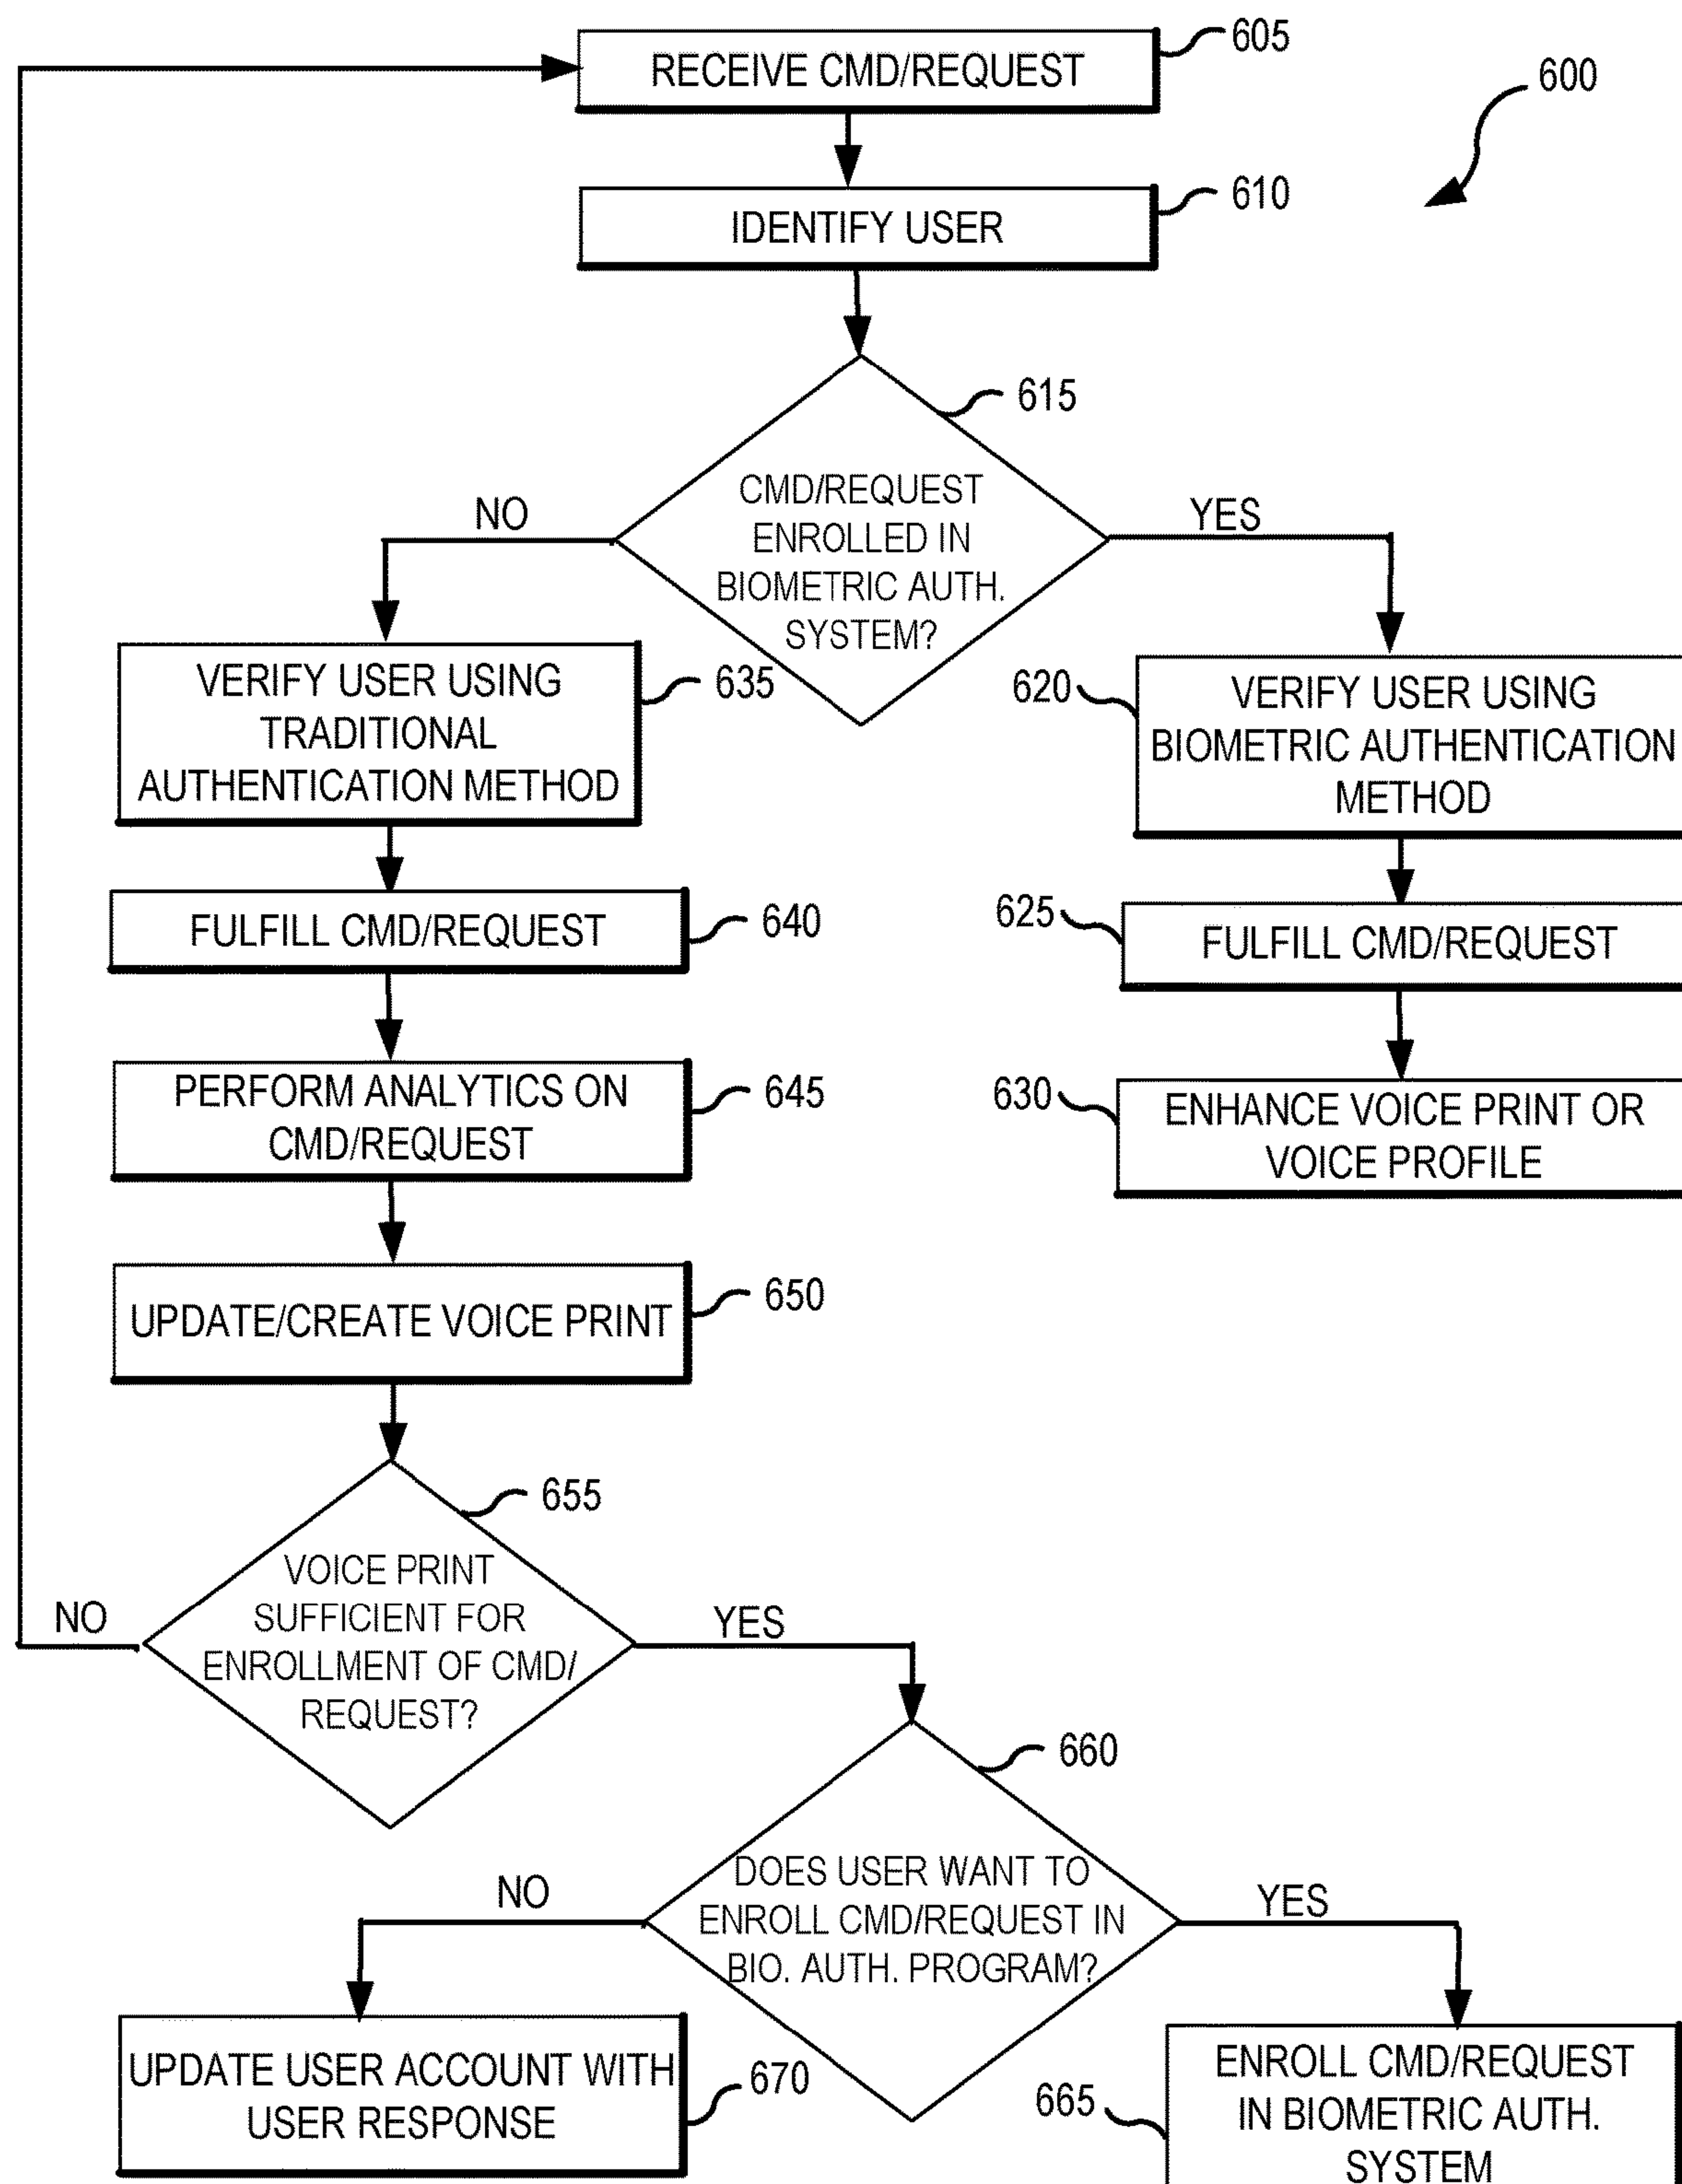 RECEIVE CMD/REQUEST
605
600
IDENTIFY USER
610
615
CMD/REQUEST
ENROLLED IN
BIOMETRIC AUTH.
SYSTEM?
NO
YES
VERIFY USER USING
TRADITIONAL
AUTHENTICATION METHOD
635
620
VERIFY USER USING
BIOMETRIC AUTHENTICATION
METHOD
FULFILL CMD/REQUEST
640
625
FULFILL CMD/REQUEST
PERFORM ANALYTICS ON
CMD/REQUEST
645
630
ENHANCE VOICE PRINT OR
VOICE PROFILE
UPDATE/CREATE VOICE PRINT
650
655
VOICE PRINT
SUFFICIENT FOR
ENROLLMENT OF CMD/
REQUEST?
NO
YES
660
DOES USER WANT TO
ENROLL CMD/REQUEST IN
BIO. AUTH. PROGRAM?
NO
YES
UPDATE USER ACCOUNT WITH
USER RESPONSE
670
665
ENROLL CMD/REQUEST
IN BIOMETRIC AUTH.
SYSTEM